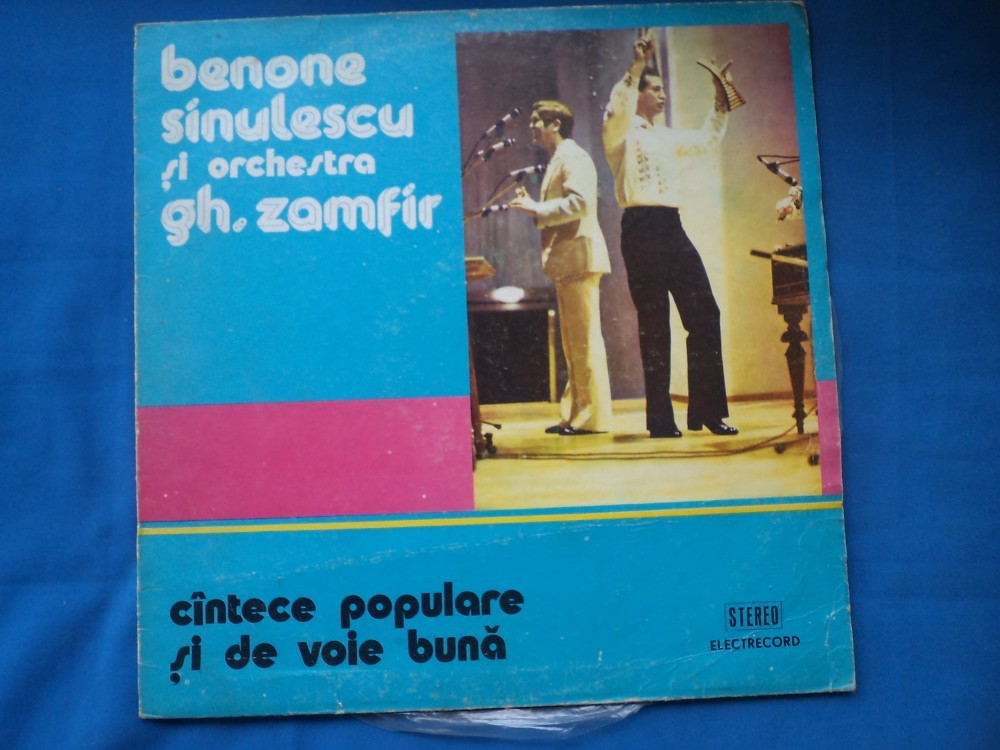 benone
sinulescu
și orchestra
gh. zamfir
cîntece populare
și de voie bună
STEREO
ELECTRECORD